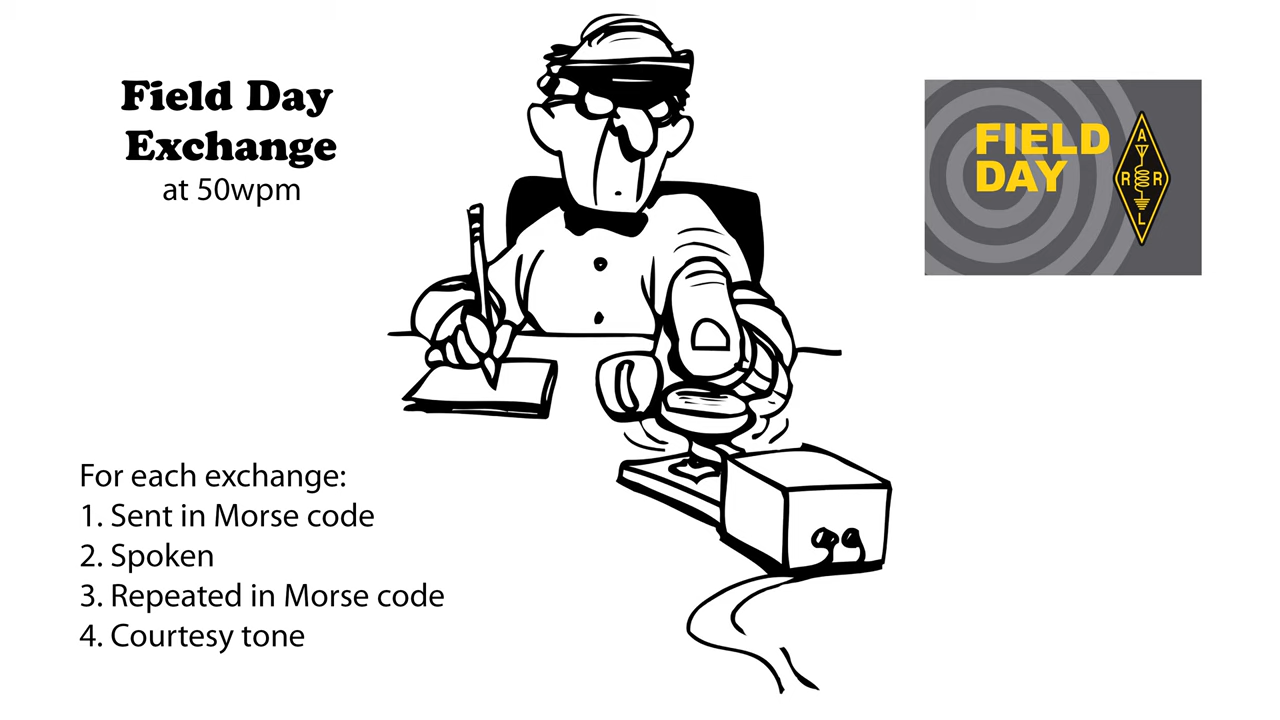 Field Day
Exchange
at 50wpm
FIELD
DAY
A
R R
L
For each exchange:
1. Sent in Morse code
2. Spoken
3. Repeated in Morse code
4. Courtesy tone